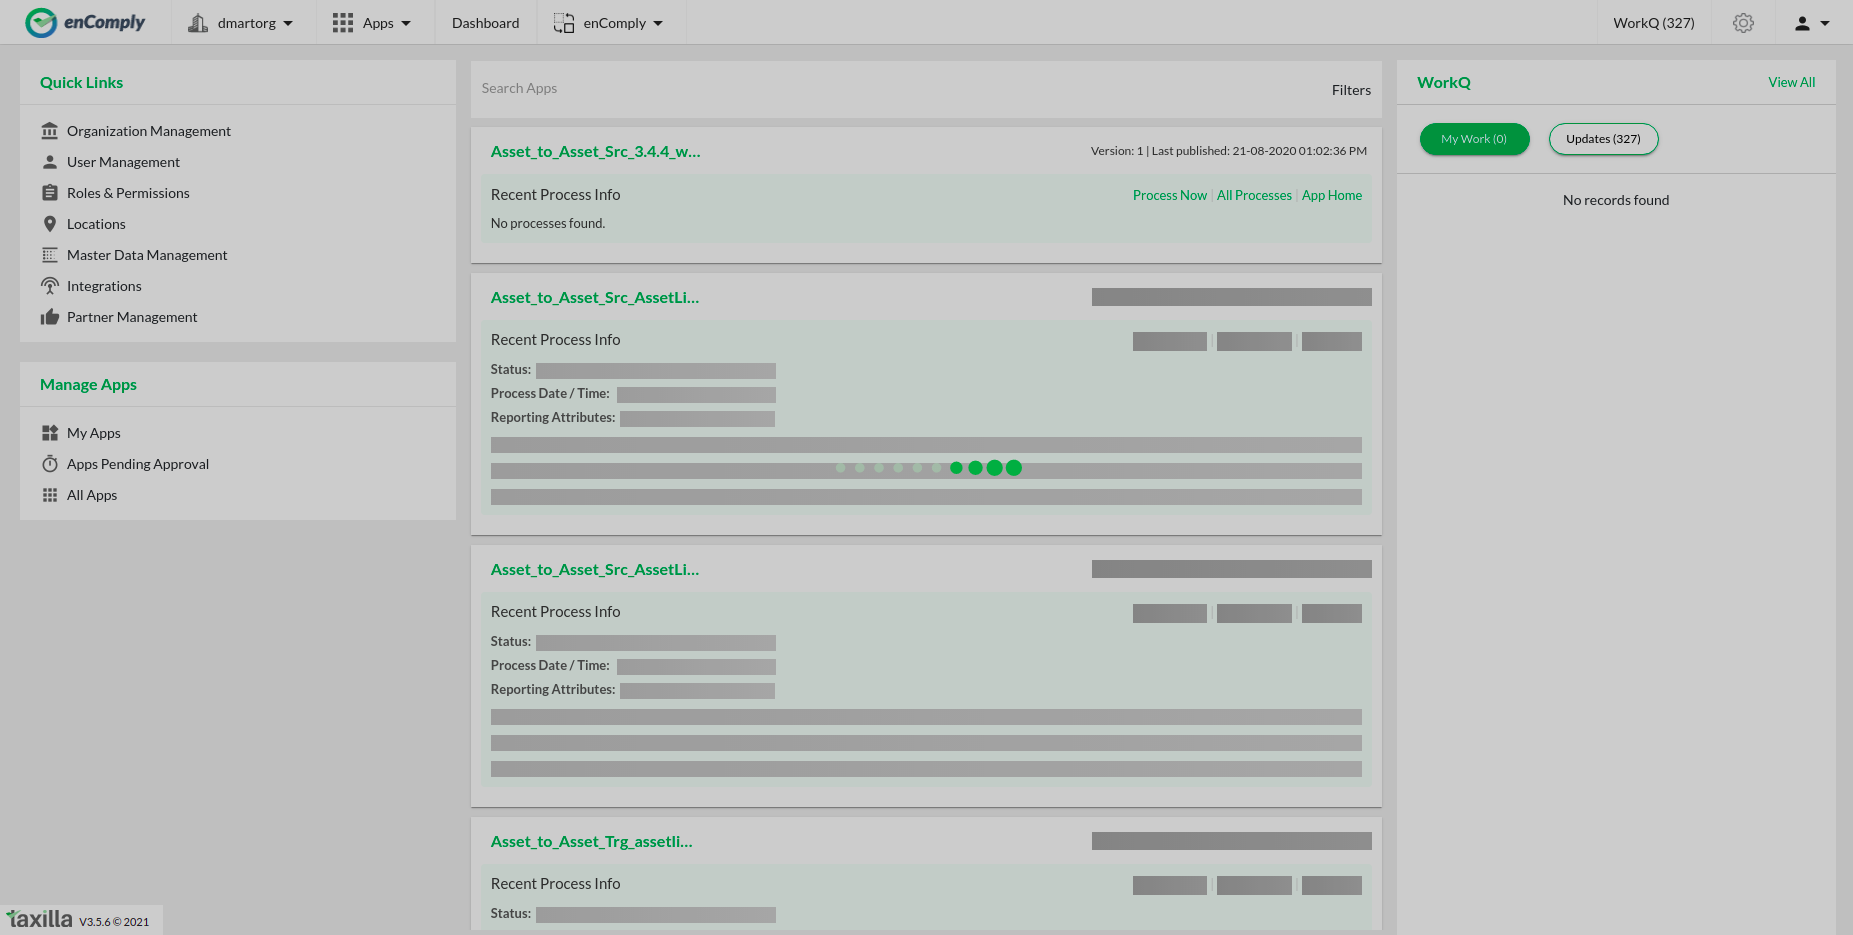 enComply
dmartorg
Apps
Dashboard
enComply
WorkQ (327)
Quick Links
Organization Management
User Management
Roles & Permissions
Locations
Master Data Management
Integrations
Partner Management
Manage Apps
My Apps
Apps Pending Approval
All Apps
Search Apps
Filters
Asset_to_Asset_Src_3.4.4_w...
Version: 1 | Last published: 21-08-2020 01:02:36 PM
Recent Process Info
Process Now | All Processes | App Home
No processes found.
Asset_to_Asset_Src_AssetLi...
Recent Process Info
Status:
Process Date / Time:
Reporting Attributes:
Asset_to_Asset_Src_AssetLi...
Recent Process Info
Status:
Process Date / Time:
Reporting Attributes:
Asset_to_Asset_Trg_assetli...
Recent Process Info
Status:
WorkQ
View All
My Work (0)
Updates (327)
No records found
taxilla V3.5.6 © 2021